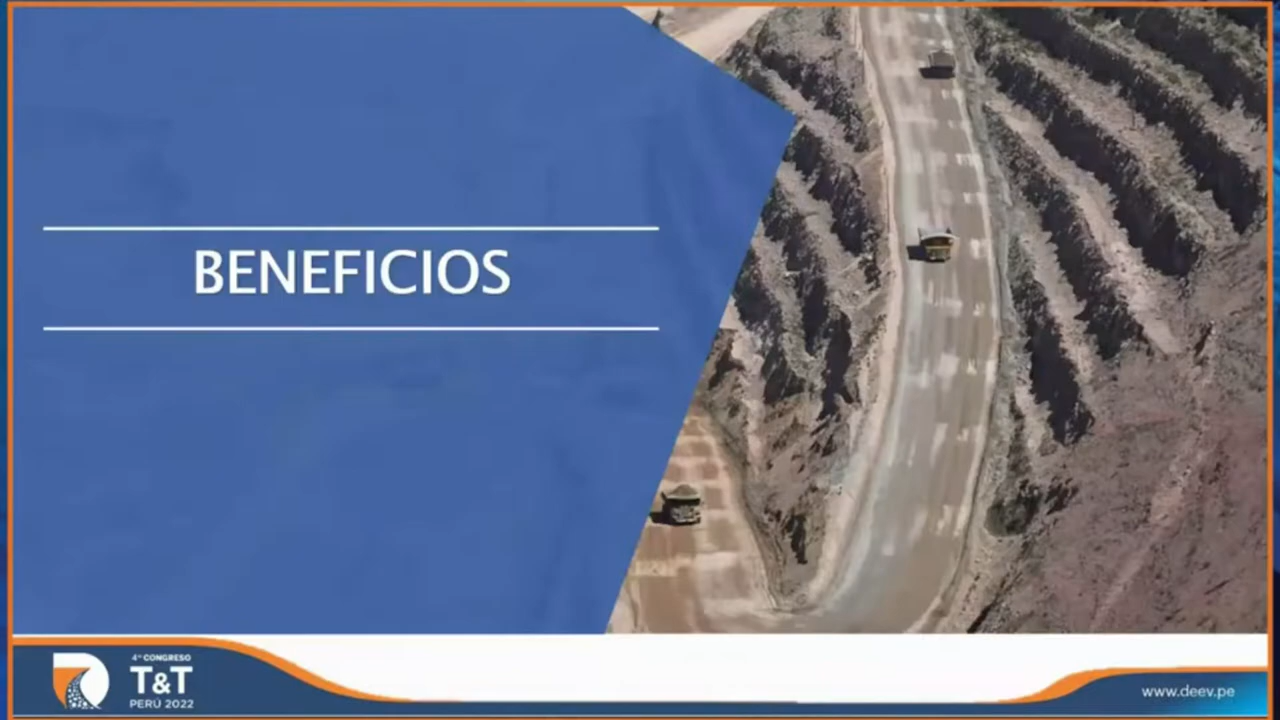 BENEFICIOS
4° CONGRESO
T&T
PERÚ 2022
www.deev.pe